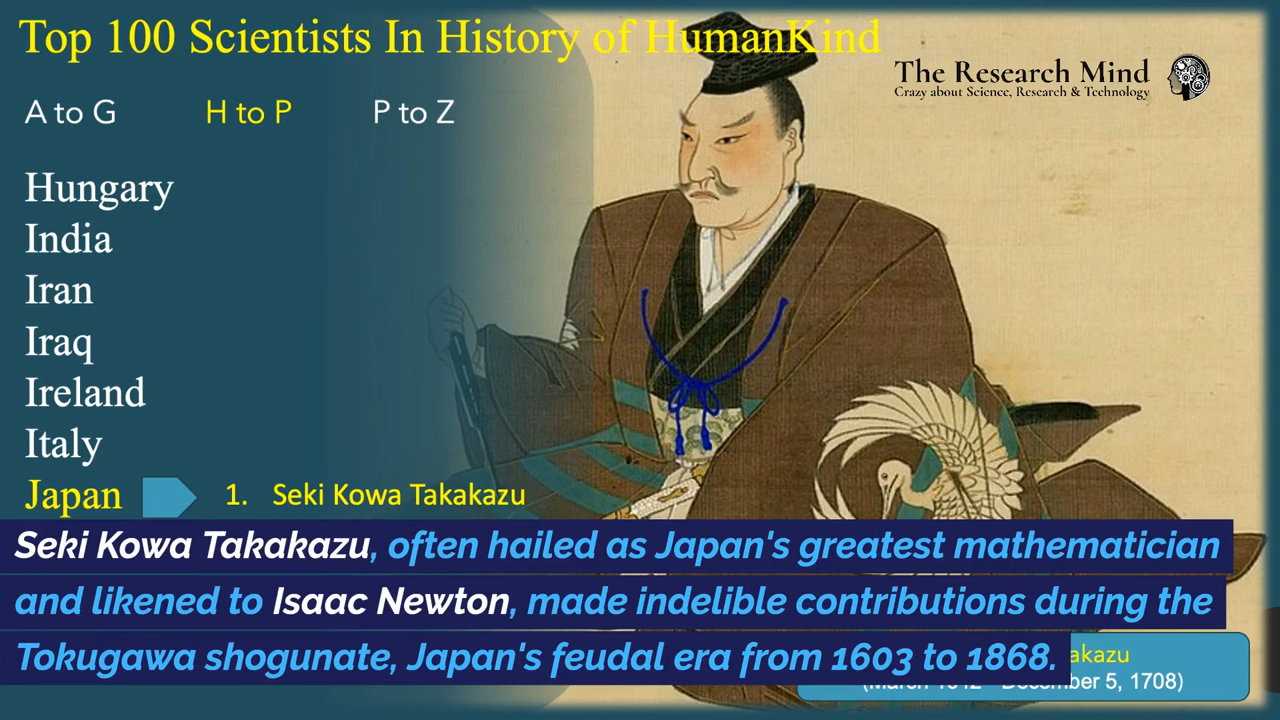 Top 100 Scientists In History of HumanKind
The Research Mind
Crazy about Science, Research & Technology
A to G H to P P to Z
Hungary
India
Iran
Iraq
Ireland
Italy
Japan 1. Seki Kowa Takakazu
Seki Kowa Takakazu, often hailed as Japan's greatest mathematician
and likened to Isaac Newton, made indelible contributions during the
Tokugawa shogunate, Japan's feudal era from 1603 to 1868.
5, 1708)